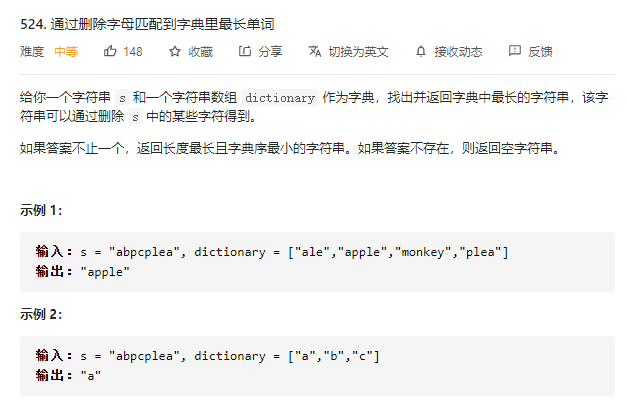 524. 通过删除字母匹配到字典里最长单词
难度 中等 148 收藏 分享 切换为英文 接收动态 反馈
给你一个字符串 s 和一个字符串数组 dictionary 作为字典，找出并返回字典中最长的字符串，该字
符串可以通过删除 s 中的某些字符得到。
如果答案不止一个，返回长度最长且字典序最小的字符串。如果答案不存在，则返回空字符串。
示例 1：
输入：s = "abpcplea", dictionary = ["ale","apple","monkey","plea"]
输出："apple"
示例 2：
输入：s = "abpcplea", dictionary = ["a","b","c"]
输出："a"